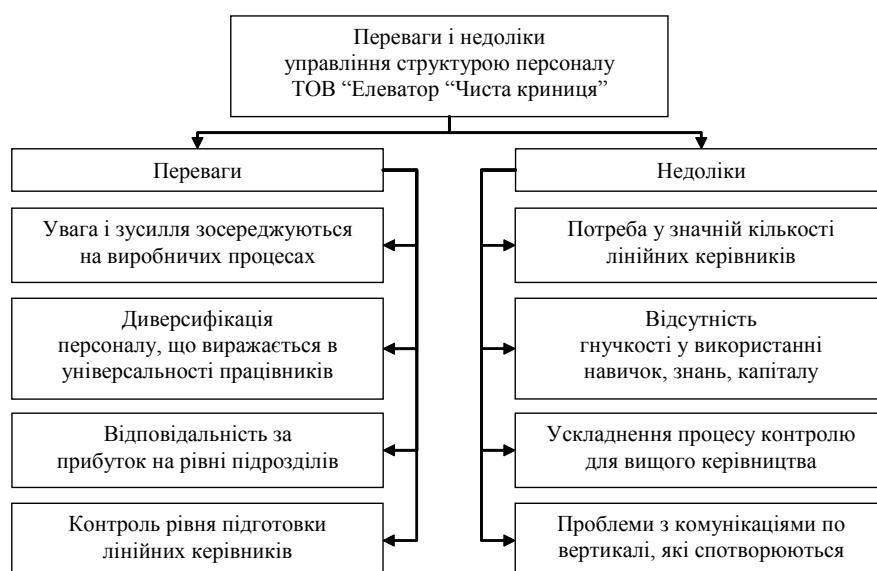 Переваги і недоліки
управління структурою персоналу
ТОВ “Елеватор “Чиста криниця”
Переваги
Увага і зусилля зосереджуються
на виробничих процесах
Диверсифікація
персоналу, що виражається в
універсальності працівників
Відповідальність за
прибуток на рівні підрозділів
Контроль рівня підготовки
лінійних керівників
Недоліки
Потреба у значній кількості
лінійних керівників
Відсутність
гнучкості у використанні
навичок, знань, капіталу
Ускладнення процесу контролю
для вищого керівництва
Проблеми з комунікаціями по
вертикалі, які спотворюються